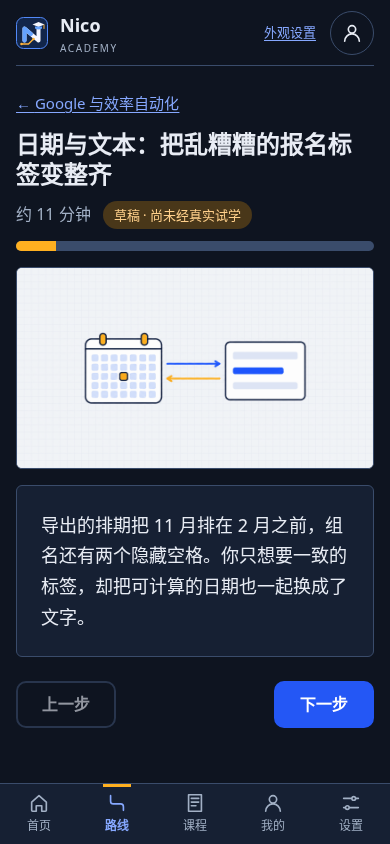 Nico
ACADEMY
外观设置
← Google 与效率自动化
日期与文本：把乱糟糟的报名标
签变整齐
约 11 分钟
草稿 · 尚未经真实试学
导出的排期把 11 月排在 2 月之前，组
名还有两个隐藏空格。你只想要一致的
标签，却把可计算的日期也一起换成了
文字。
上一步
下一步
首页
路线
课程
我的
设置